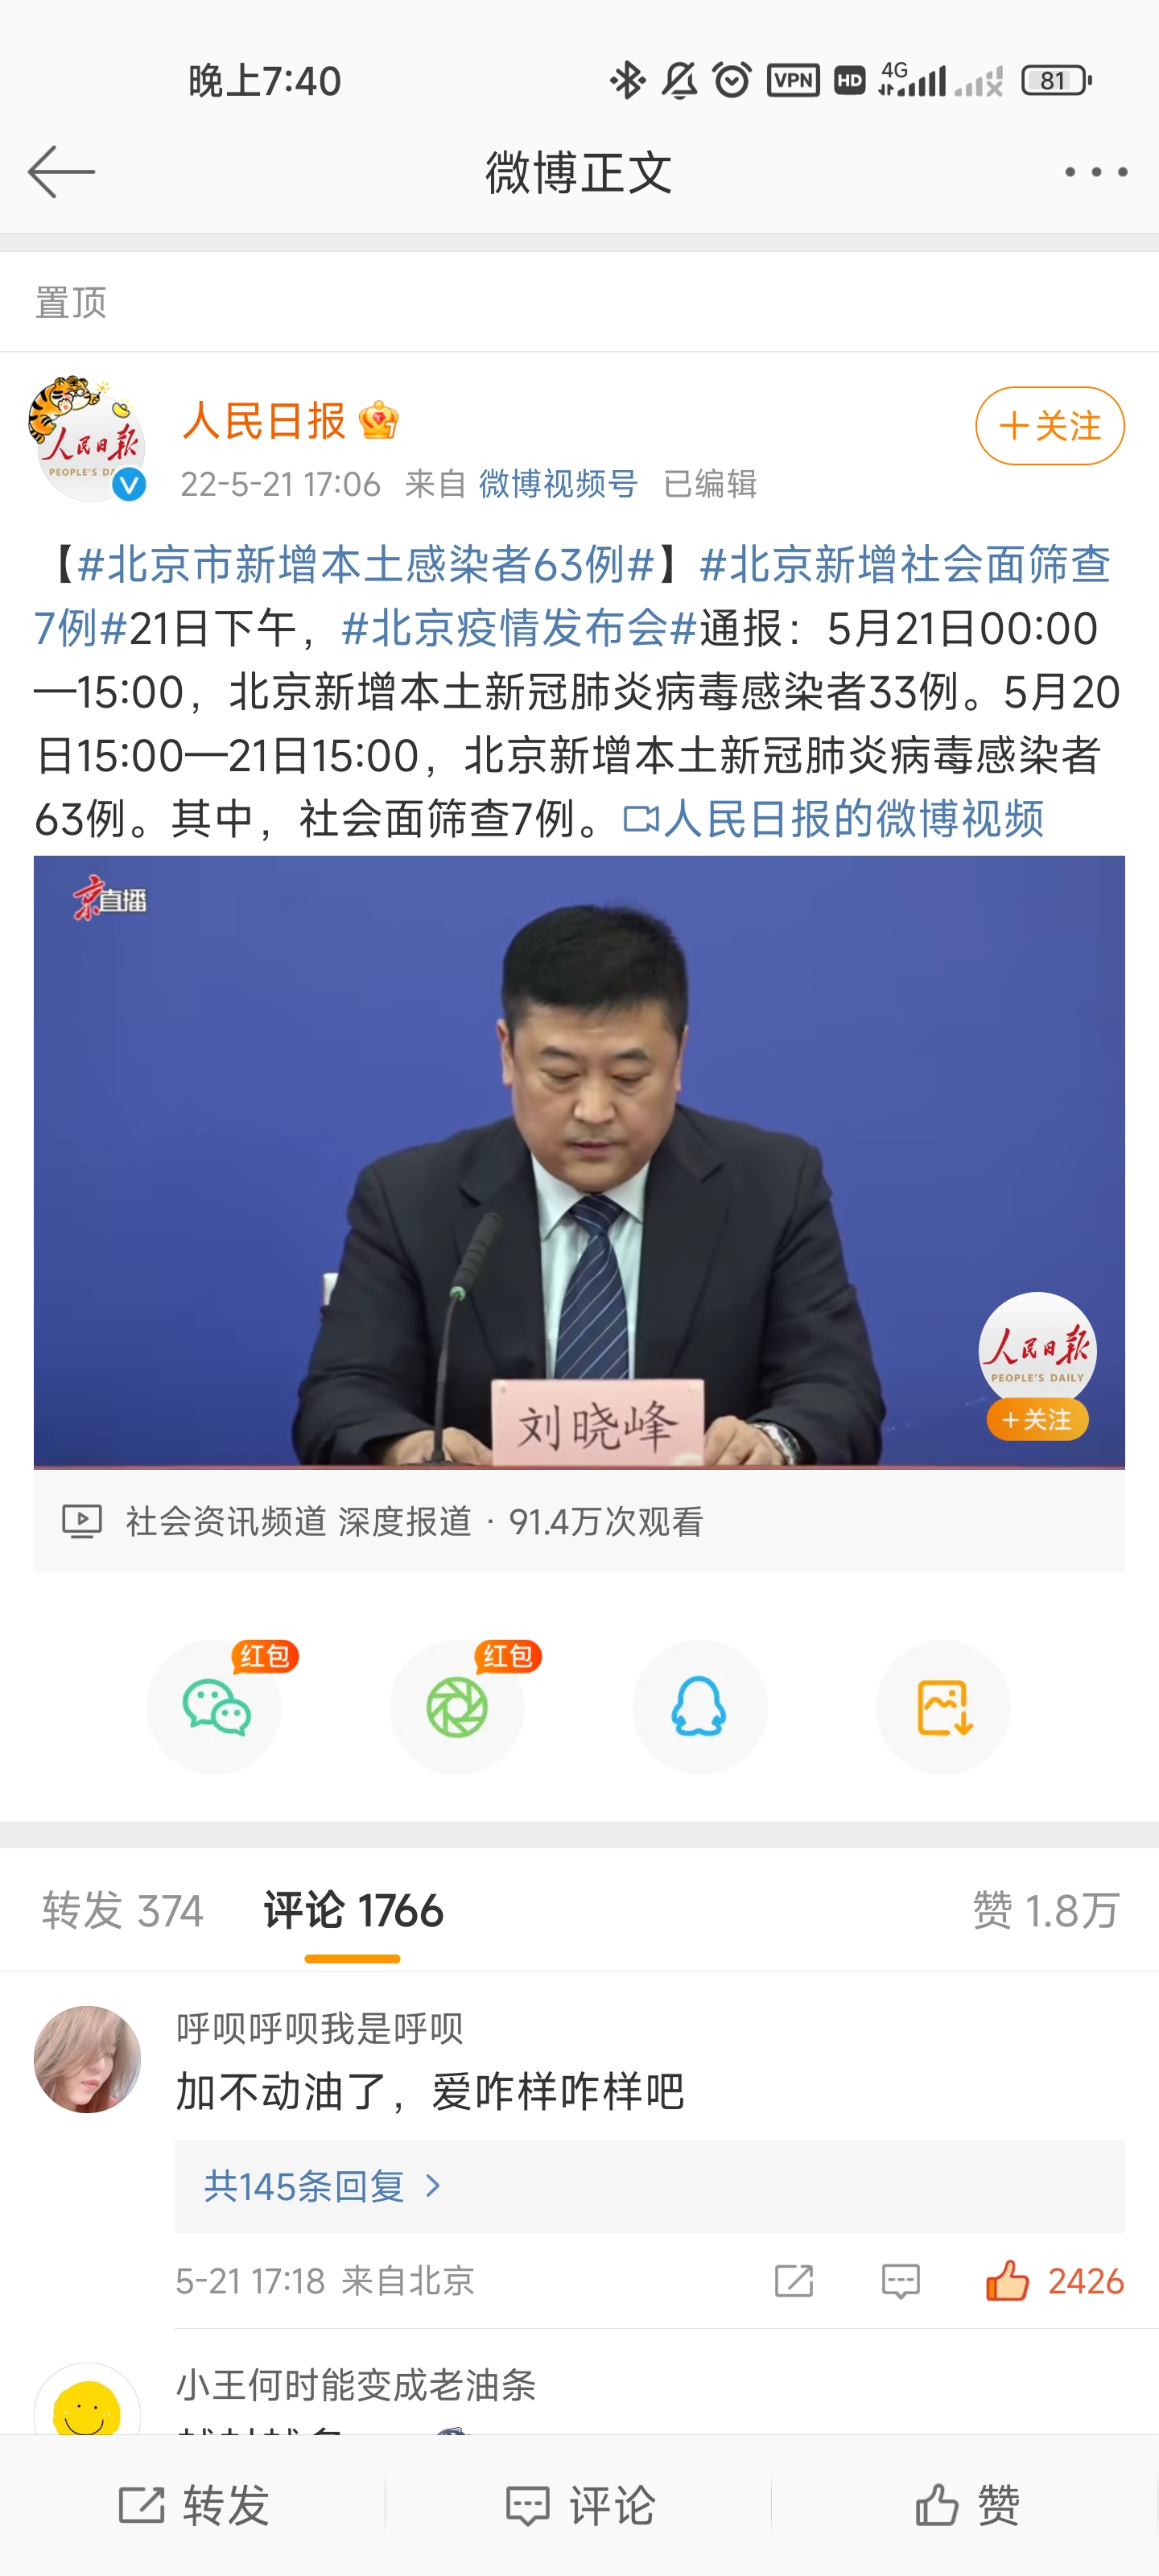 晚上7:40
VPN
HD
4G
81
微博正文
置顶
人民日报
PEOPLE'S DA
人民日报
+关注
22-5-21 17:06 来自 微博视频号 已编辑
【#北京市新增本土感染者63例#】#北京新增社会面筛查
7例#21日下午，#北京疫情发布会#通报：5月21日00:00
—15:00，北京新增本土新冠肺炎病毒感染者33例。5月20
日15:00—21日15:00，北京新增本土新冠肺炎病毒感染者
63例。其中，社会面筛查7例。人民日报的微博视频
京直播
刘晓峰
人民日报
PEOPLE'S DAILY
+关注
社会资讯频道 深度报道 · 91.4万次观看
红包
红包
转发 374 评论 1766 赞 1.8万
呼呗呼呗我是呼呗
加不动油了，爱咋样咋样吧
共145条回复 >
5-21 17:18 来自北京
2426
小王何时能变成老油条
转发 评论 赞